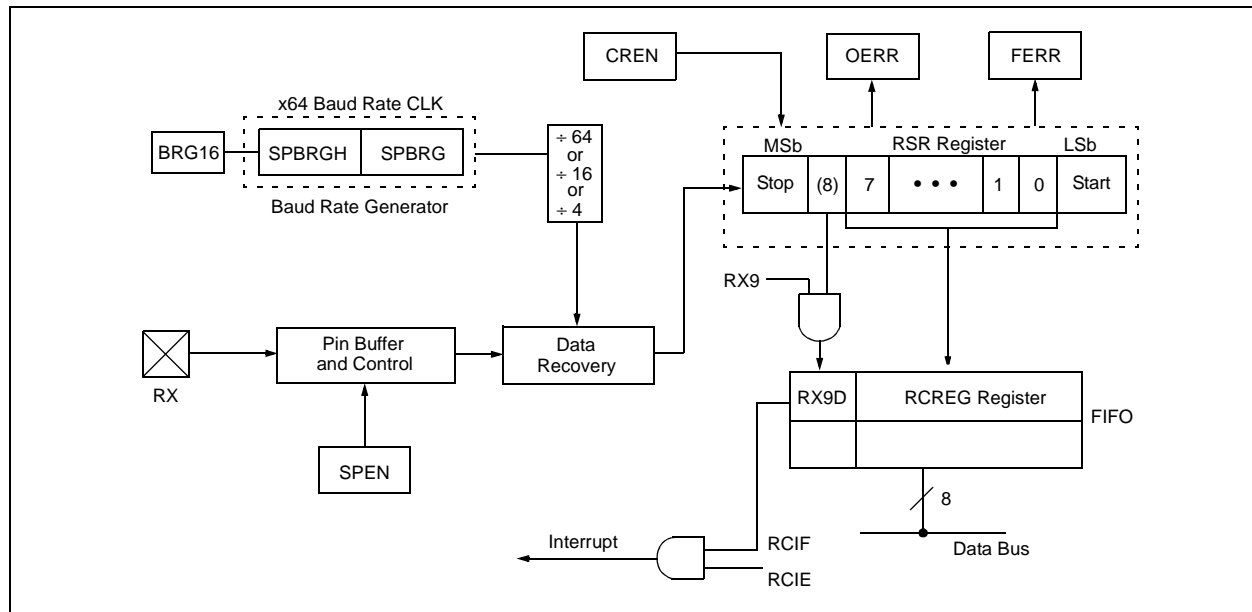 CREN
OERR
FERR
x64 Baud Rate CLK
BRG16
SPBRGH
SPBRG
Baud Rate Generator
÷ 64
or
÷ 16
or
÷ 4
MSb
RSR Register
LSb
Stop
(8)
7
• • •
1
0
Start
RX9
RX
Pin Buffer
and Control
Data
Recovery
SPEN
RX9D
RCREG Register
FIFO
8
Data Bus
Interrupt
RCIF
RCIE